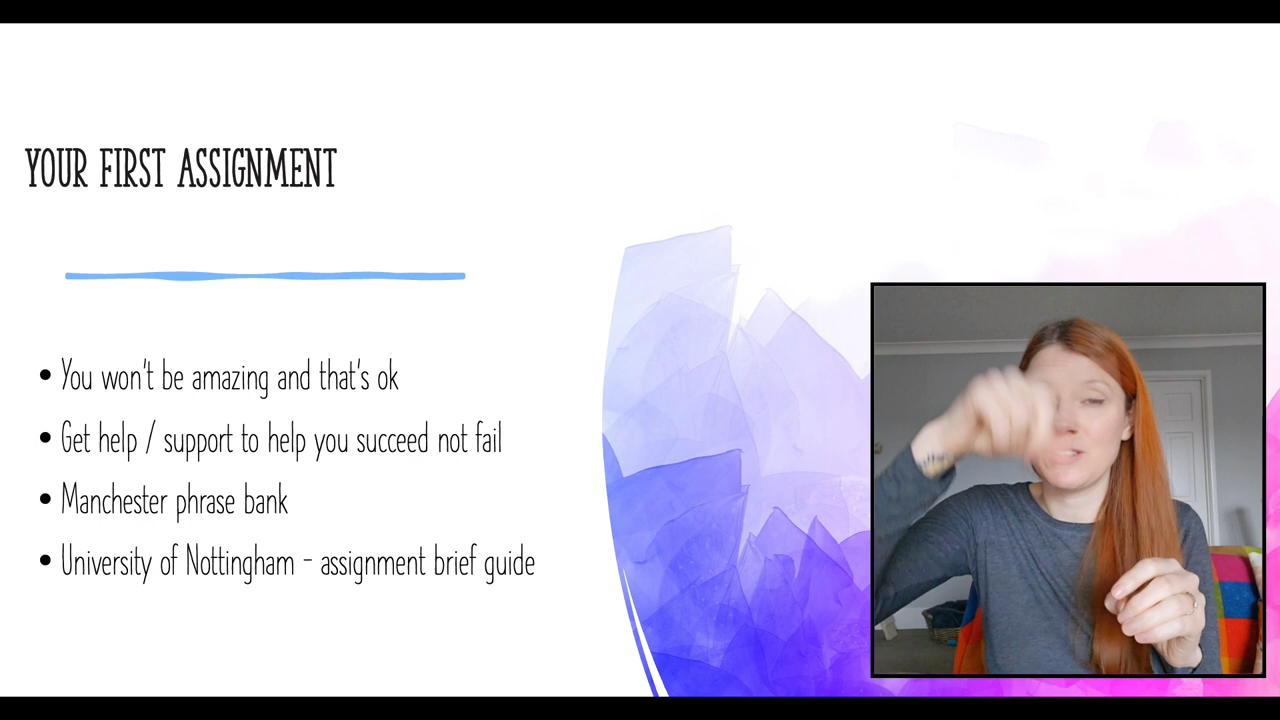 YOUR FIRST ASSIGNMENT
• You won't be amazing and that's ok
• Get help / support to help you succeed not fail
• Manchester phrase bank
• University of Nottingham - assignment brief guide